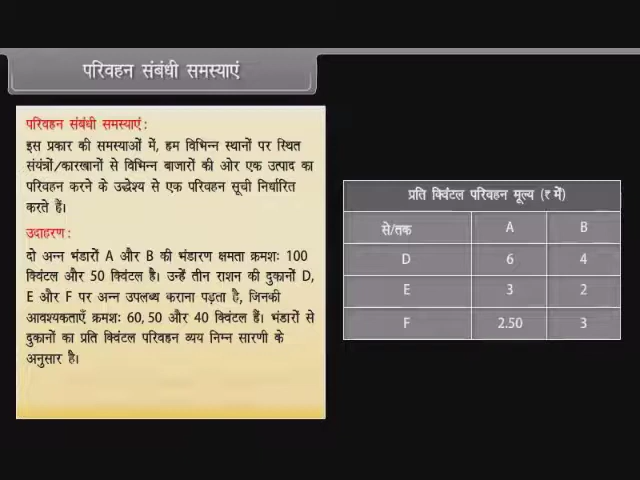 परिवहन संबंधी समस्याएं
परिवहन संबंधी समस्याएं:
इस प्रकार की समस्याओं में, हम विभिन्न स्थानों पर स्थित
संयंत्रों/कारखानों से विभिन्न बाजारों की ओर एक उत्पाद का
परिवहन करने के उद्धेश्य से एक परिवहन सूची निर्धारित
करते हैं।
उदाहरण:
दो अन्न भंडारों A और B की भंडारण क्षमता क्रमशः 100
क्विंटल और 50 क्विंटल है। उन्हें तीन राशन की दुकानों D,
E और F पर अन्न उपलब्ध कराना पड़ता है, जिनकी
आवश्यकताएँ क्रमशः 60, 50 और 40 क्विंटल हैं। भंडारों से
दुकानों का प्रति क्विंटल परिवहन व्यय निम्न सारणी के
अनुसार है।
प्रति क्विंटल परिवहन मूल्य (₹ में)
से/तक A B
D 6 4
E 3 2
F 2.50 3